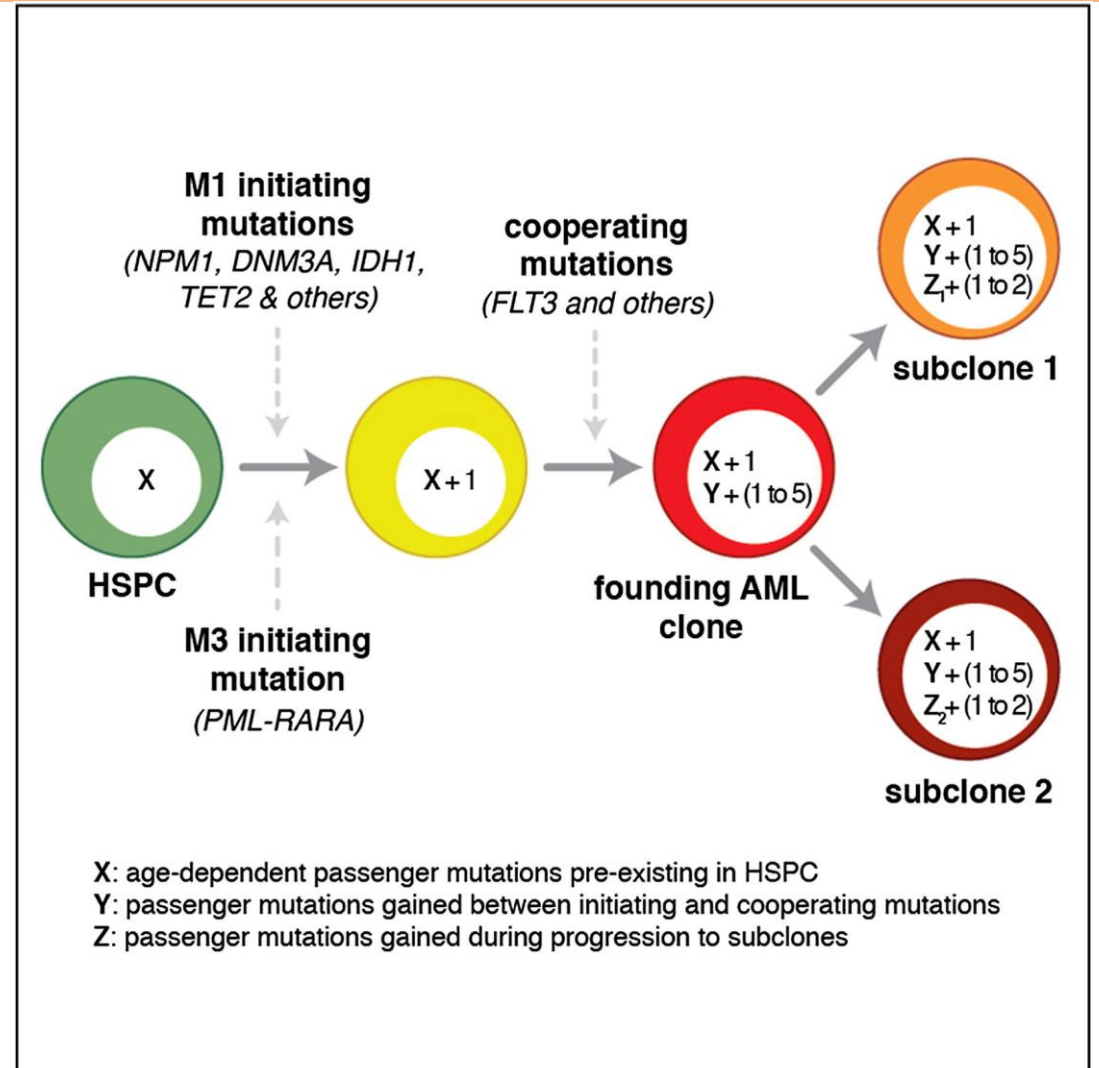 M1 initiating
mutations
(NPM1, DNM3A, IDH1,
TET2 & others)
cooperating
mutations
(FLT3 and others)
X + 1
Y + (1 to 5)
Z1+ (1 to 2)
subclone 1
X
HSPC
X + 1
X + 1
Y + (1 to 5)
founding AML
clone
M3 initiating
mutation
(PML-RARA)
X + 1
Y + (1 to 5)
Z2+ (1 to 2)
subclone 2
X: age-dependent passenger mutations pre-existing in HSPC
Y: passenger mutations gained between initiating and cooperating mutations
Z: passenger mutations gained during progression to subclones